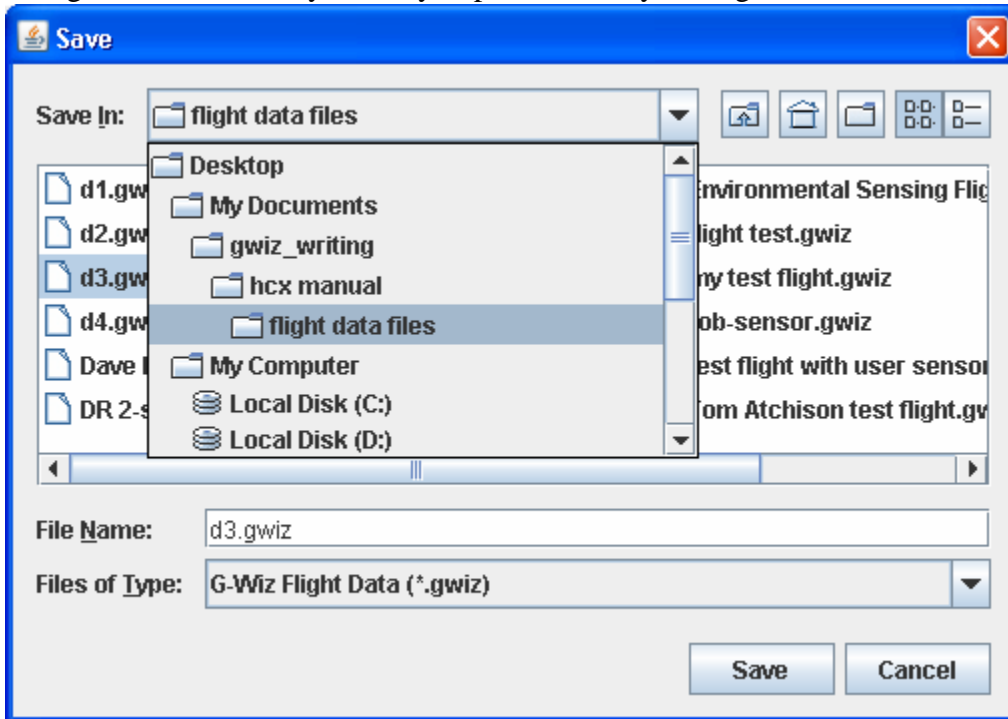 Save
Save In: flight data files
Desktop
My Documents
gwiz_writing
hcx manual
flight data files
My Computer
Local Disk (C:)
Local Disk (D:)
d1.gw
d2.gw
d3.gw
d4.gw
Dave
DR 2-s
Environmental Sensing Flig
light test.gwiz
my test flight.gwiz
ob-sensor.gwiz
est flight with user senso
Tom Atchison test flight.gw
File Name: d3.gwiz
Files of Type: G-Wiz Flight Data (*.gwiz)
Save Cancel